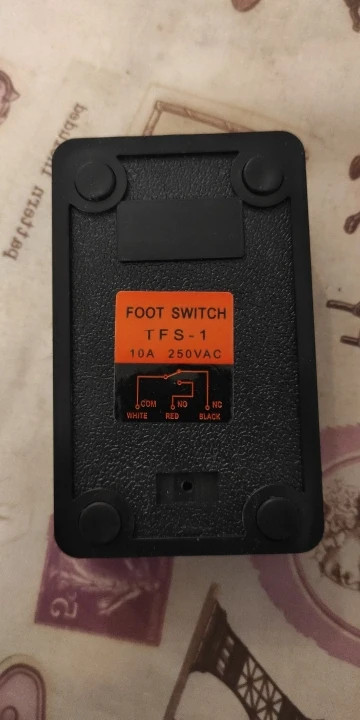 FOOT SWITCH
TFS-1
10A 250VAC
COM NO NC
WHITE RED BLACK